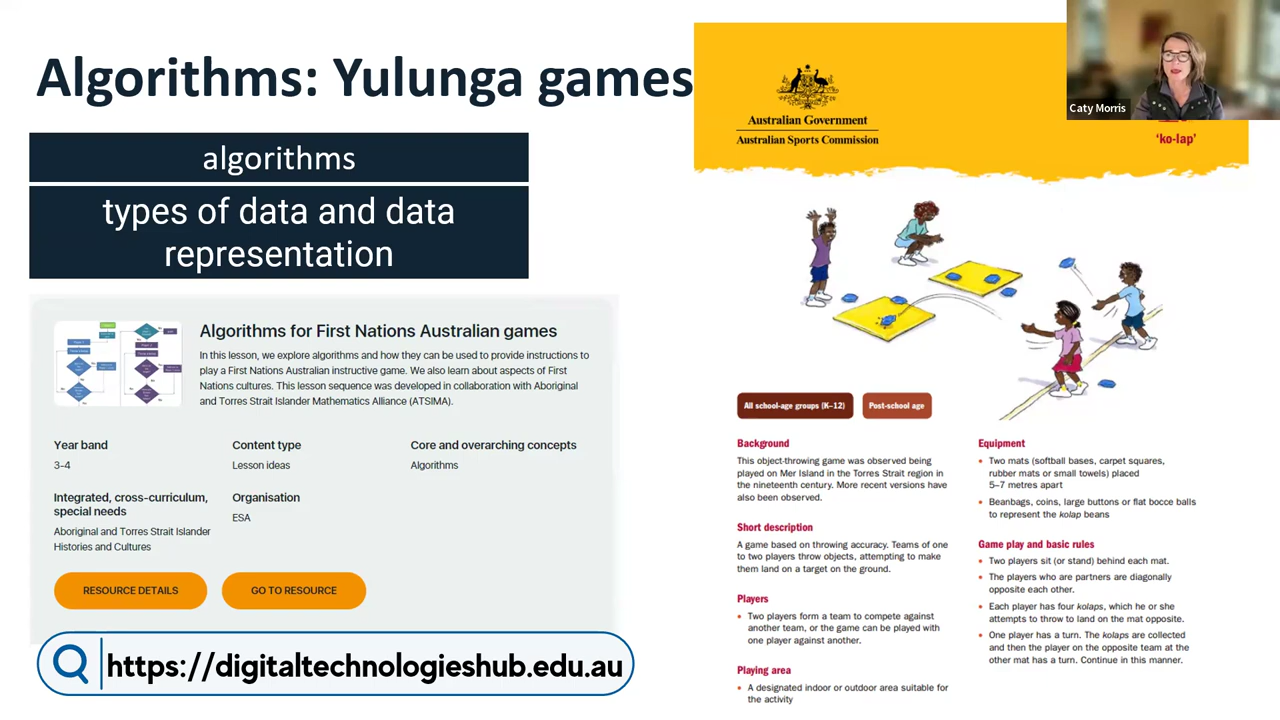 Algorithms: Yulunga games
algorithms
types of data and data
representation
Algorithms for First Nations Australian games
In this lesson, we explore algorithms and how they can be used to provide instructions to
play a First Nations Australian instructive game. We also learn about aspects of First
Nations cultures. This lesson sequence was developed in collaboration with Aboriginal
and Torres Strait Islander Mathematics Alliance (ATSIMA).
Year band
3–4
Content type
Lesson ideas
Core and overarching concepts
Algorithms
Integrated, cross-curriculum,
special needs
Aboriginal and Torres Strait Islander
Histories and Cultures
Organisation
ESA
RESOURCE DETAILS
GO TO RESOURCE
https://digitaltechnologieshub.edu.au
Australian Government
Australian Sports Commission
Caty Morris
'ko-lap'
All school-age groups (K–12)
Post-school age
Background
This object-throwing game was observed being
played on Mer Island in the Torres Strait region in
the nineteenth century. More recent versions have
also been observed.
Short description
A game based on throwing accuracy. Teams of one
to two players throw objects, attempting to make
them land on a target on the ground.
Players
• Two players form a team to compete against
another team, or the game can be played with
one player against another.
Playing area
• A designated indoor or outdoor area suitable for
the activity
Equipment
• Two mats (softball bases, carpet squares,
rubber mats or small towels) placed
5–7 metres apart
• Beanbags, coins, large buttons or flat bocce balls
to represent the kolap beans
Game play and basic rules
• Two players sit (or stand) behind each mat.
• The players who are partners are diagonally
opposite each other.
• Each player has four kolaps, which he or she
attempts to throw to land on the mat opposite.
• One player has a turn. The kolaps are collected
and then the player on the opposite team at the
other mat has a turn. Continue in this manner.